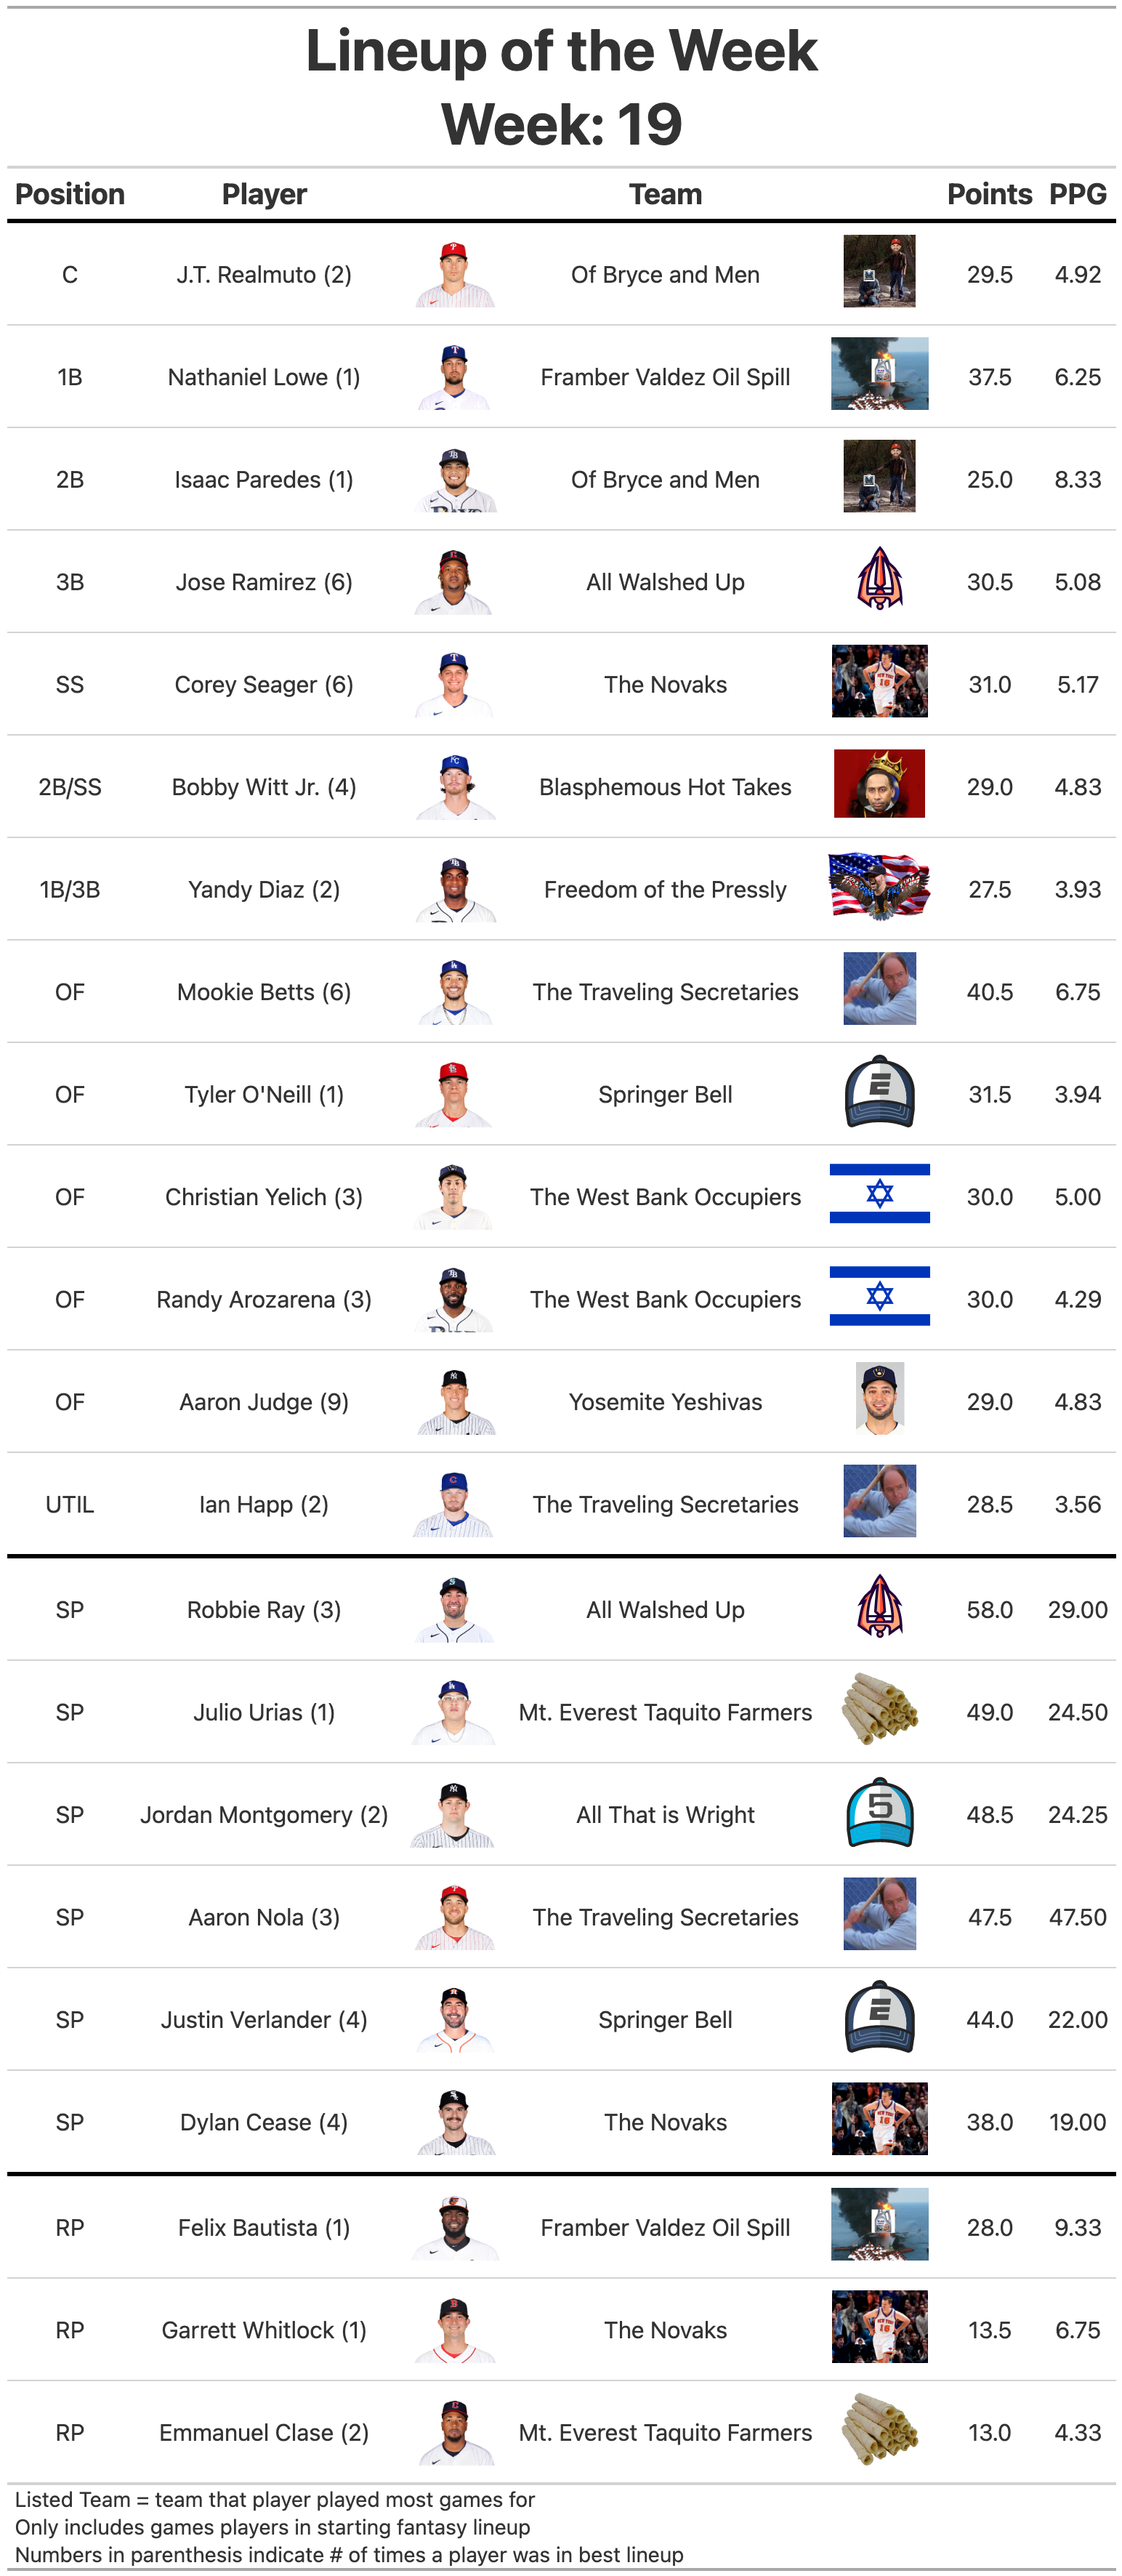 Lineup of the Week
Week: 19
Position Player Team Points PPG
C J.T. Realmuto (2) Of Bryce and Men 29.5 4.92
1B Nathaniel Lowe (1) Framber Valdez Oil Spill 37.5 6.25
2B Isaac Paredes (1) Of Bryce and Men 25.0 8.33
3B Jose Ramirez (6) All Walshed Up 30.5 5.08
SS Corey Seager (6) The Novaks 31.0 5.17
2B/SS Bobby Witt Jr. (4) Blasphemous Hot Takes 29.0 4.83
1B/3B Yandy Diaz (2) Freedom of the Pressly 27.5 3.93
OF Mookie Betts (6) The Traveling Secretaries 40.5 6.75
OF Tyler O'Neill (1) Springer Bell 31.5 3.94
OF Christian Yelich (3) The West Bank Occupiers 30.0 5.00
OF Randy Arozarena (3) The West Bank Occupiers 30.0 4.29
OF Aaron Judge (9) Yosemite Yeshivas 29.0 4.83
UTIL Ian Happ (2) The Traveling Secretaries 28.5 3.56
SP Robbie Ray (3) All Walshed Up 58.0 29.00
SP Julio Urias (1) Mt. Everest Taquito Farmers 49.0 24.50
SP Jordan Montgomery (2) All That is Wright 48.5 24.25
SP Aaron Nola (3) The Traveling Secretaries 47.5 47.50
SP Justin Verlander (4) Springer Bell 44.0 22.00
SP Dylan Cease (4) The Novaks 38.0 19.00
RP Felix Bautista (1) Framber Valdez Oil Spill 28.0 9.33
RP Garrett Whitlock (1) The Novaks 13.5 6.75
RP Emmanuel Clase (2) Mt. Everest Taquito Farmers 13.0 4.33
Listed Team = team that player played most games for
Only includes games players in starting fantasy lineup
Numbers in parenthesis indicate # of times a player was in best lineup